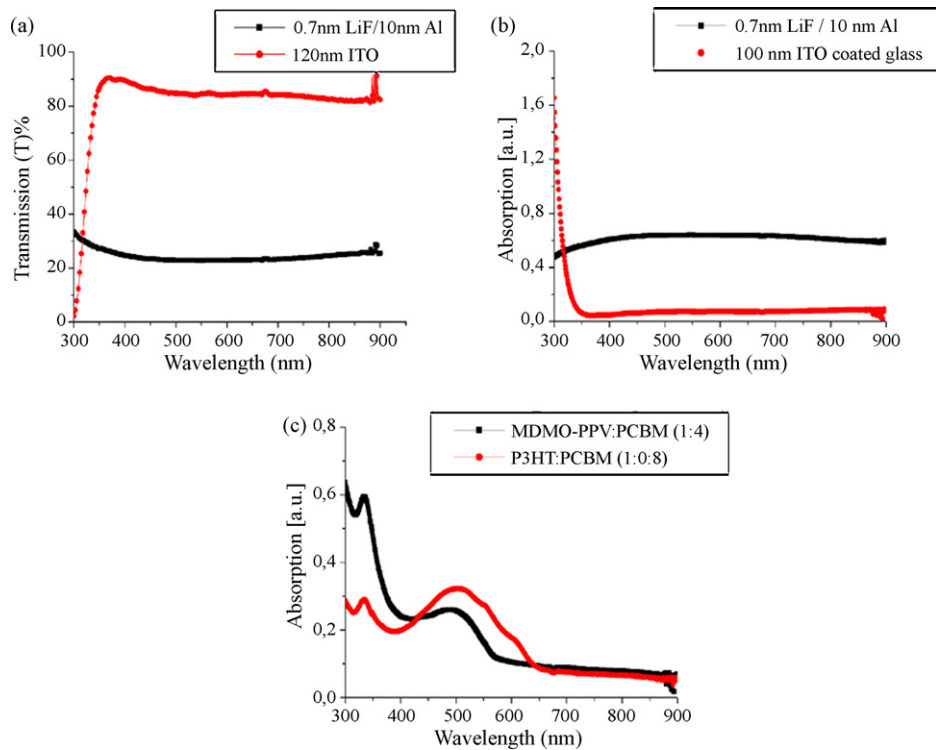 (a)
0.7nm LiF/10nm Al
120nm ITO
Transmission (T)%
100
80
60
40
20
0
300 400 500 600 700 800 900
Wavelength (nm)
(b)
0.7nm LiF / 10 nm Al
100 nm ITO coated glass
Absorption [a.u.]
2,0
1,6
1,2
0,8
0,4
0,0
300 400 500 600 700 800 900
Wavelength (nm)
(c)
MDMO-PPV:PCBM (1:4)
P3HT:PCBM (1:0:8)
Absorption [a.u.]
0,8
0,6
0,4
0,2
0,0
300 400 500 600 700 800 900
Wavelength (nm)